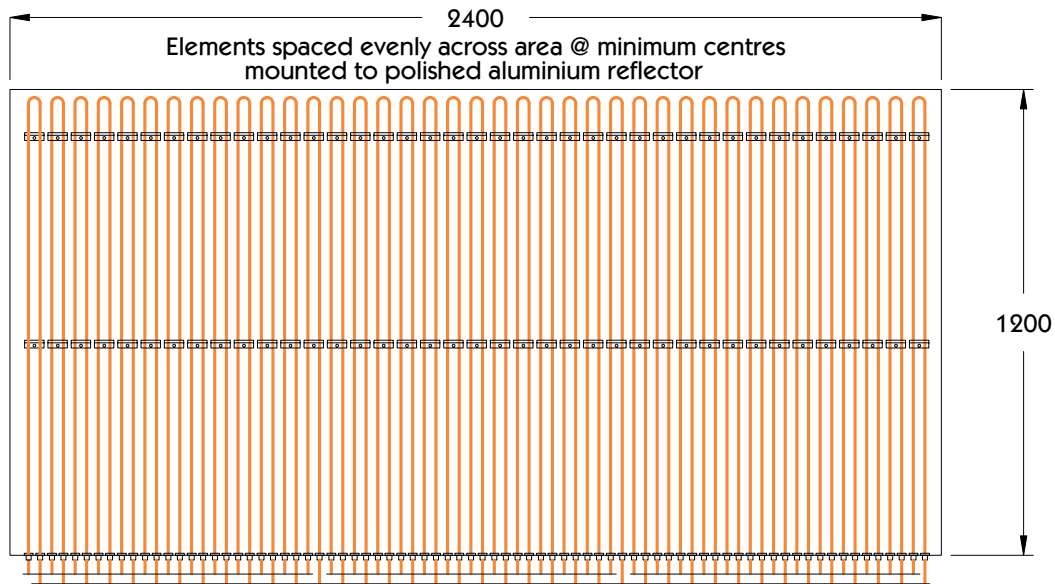 2400
Elements spaced evenly across area @ minimum centres
mounted to polished aluminium reflector
1200